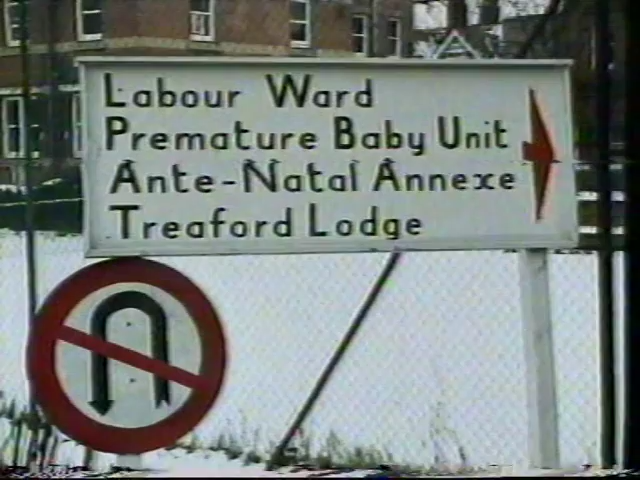 Labour Ward
Premature Baby Unit
Ante-Natal Annexe
Treaford Lodge